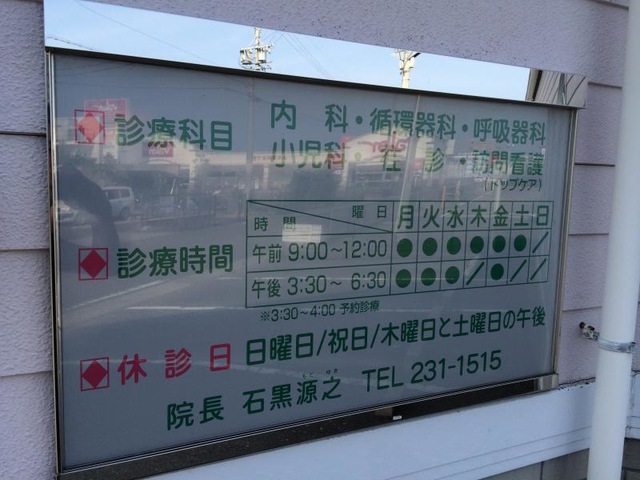 診療科目 内科・循環器科・呼吸器科
小児科・往診・訪問看護
(トップケア)
診療時間
時間 曜日 月 火 水 木 金 土 日
午前 9:00～12:00 ● ● ● ● ● ● ／
午後 3:30～6:30 ● ● ● ／ ● ／ ／
※3:30～4:00 予約診療
休診日 日曜日/祝日/木曜日と土曜日の午後
院長 石黒源之 TEL 231-1515